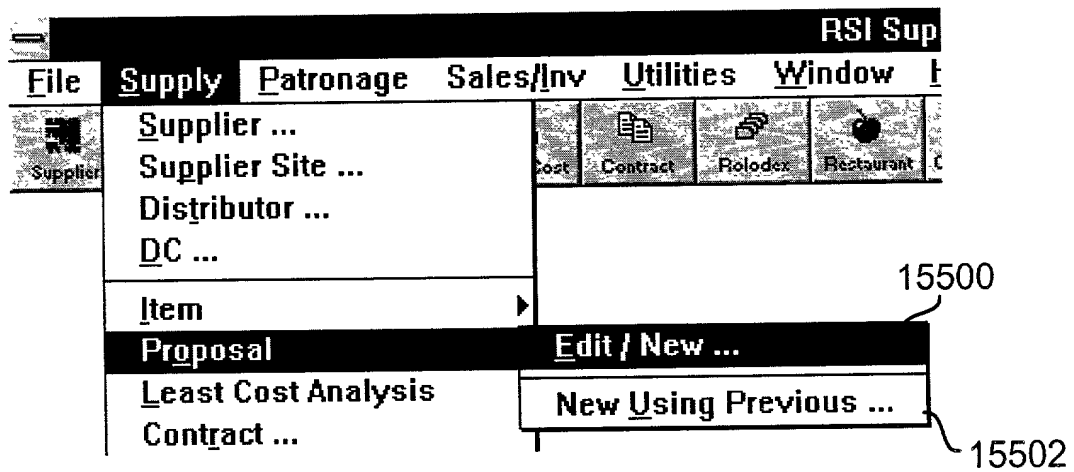 RSI Sup
File Supply Patronage Sales/Inv Utilities Window
Supplier Cost Contract Rolodex Restaurant
Supplier ...
Supplier Site ...
Distributor ...
DC ...
Item
Proposal
Least Cost Analysis
Contract ...
Edit / New ...
New Using Previous ...
15500
15502